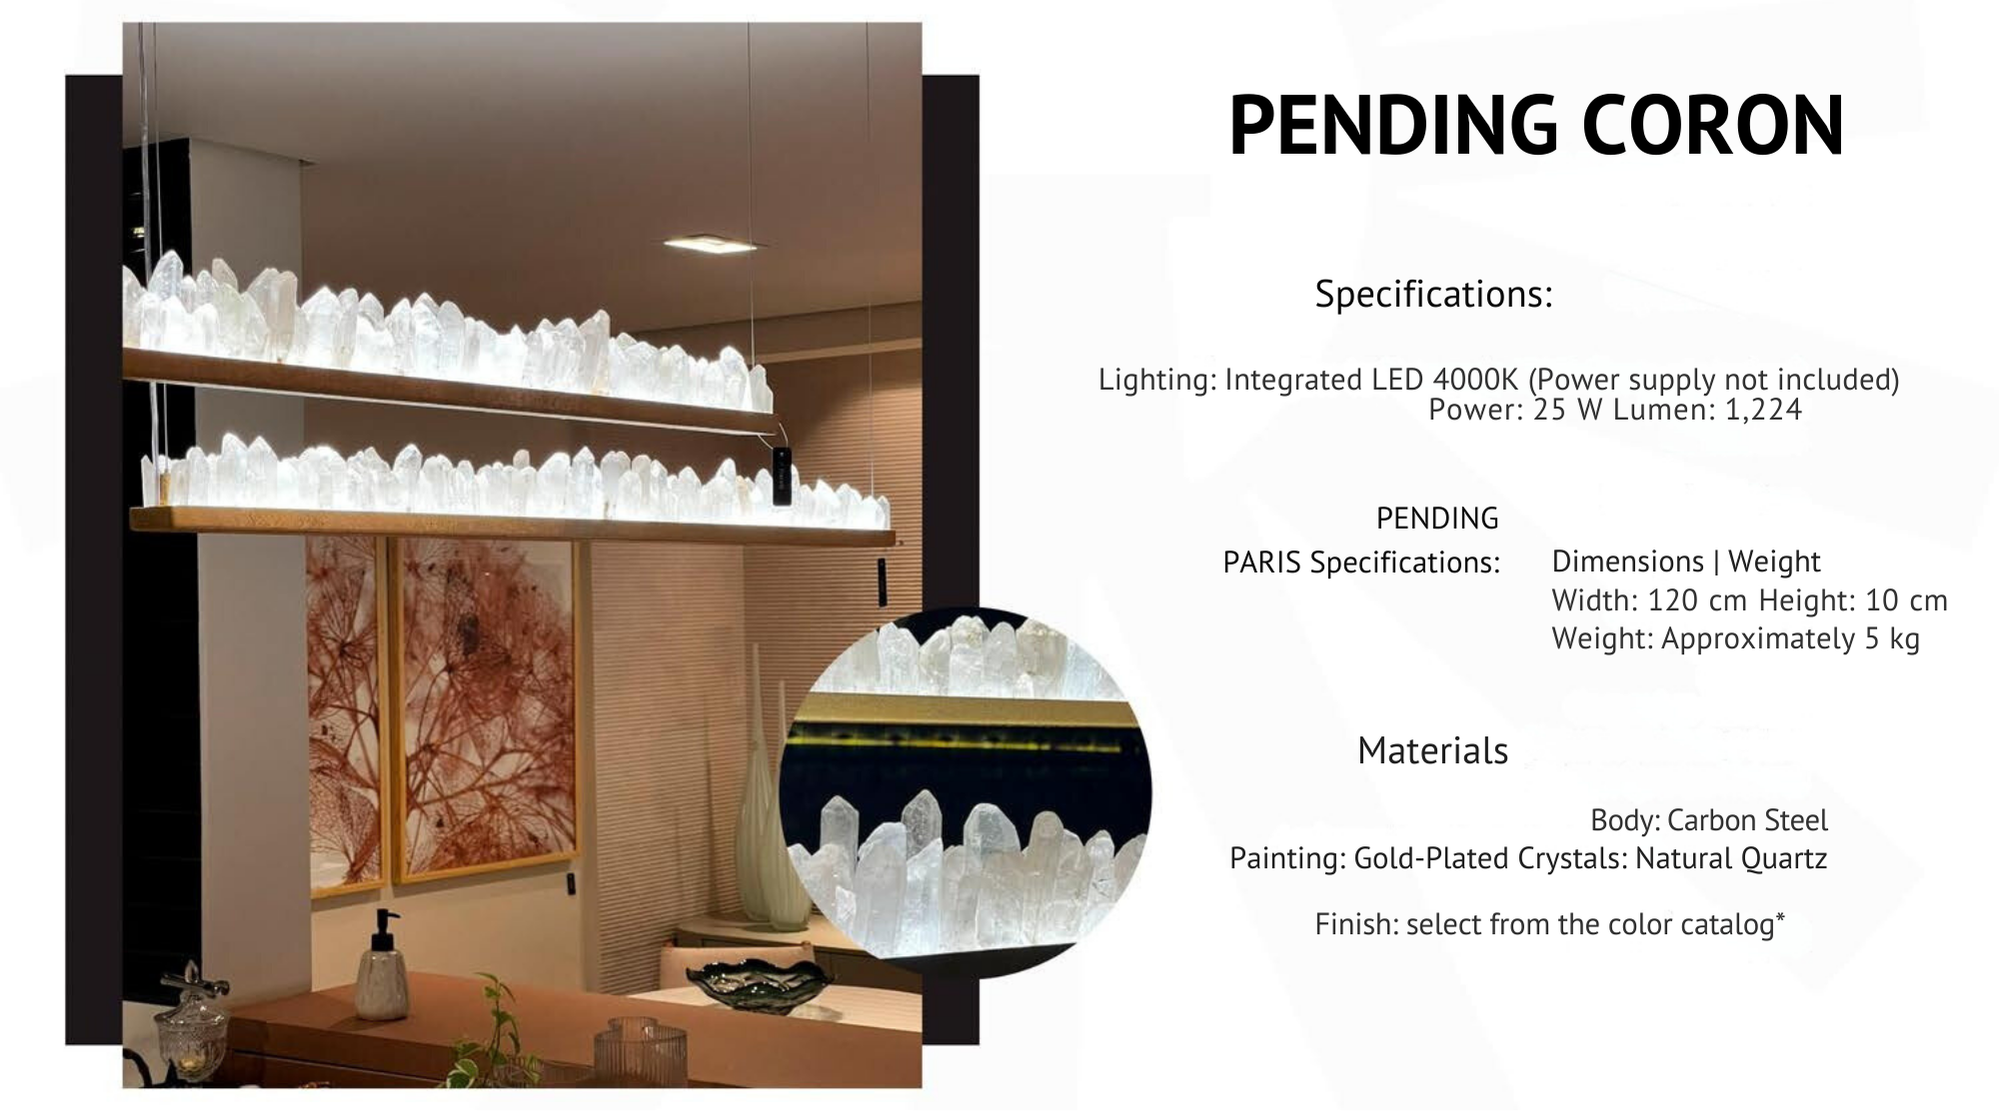 PENDING CORON
Specifications:
Lighting: Integrated LED 4000K (Power supply not included)
Power: 25 W Lumen: 1,224
PENDING
PARIS Specifications:
Dimensions | Weight
Width: 120 cm Height: 10 cm
Weight: Approximately 5 kg
Materials
Body: Carbon Steel
Painting: Gold-Plated Crystals: Natural Quartz
Finish: select from the color catalog*